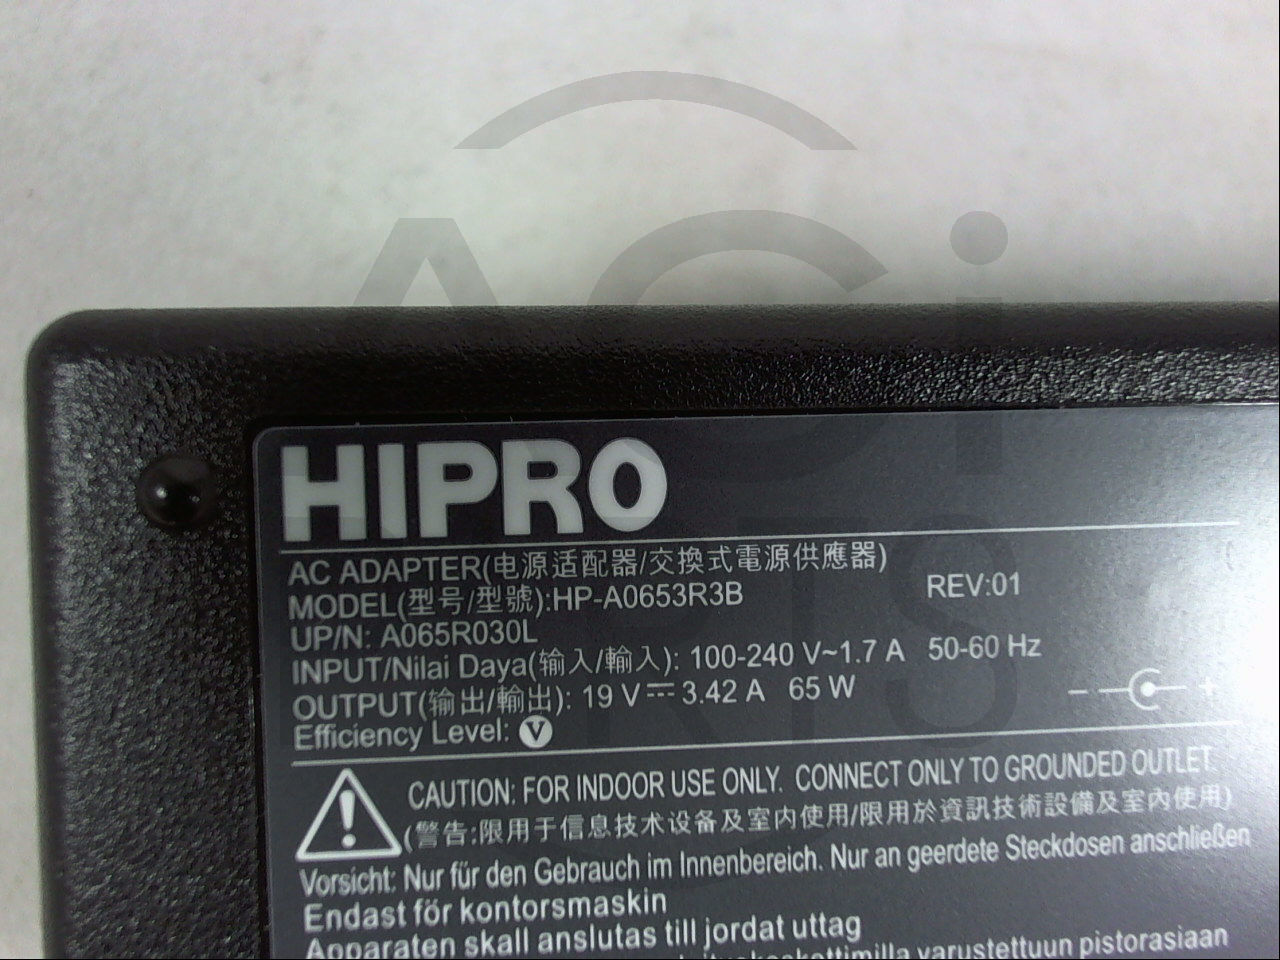 ACi
PARTS
HIPRO
AC ADAPTER(电源适配器/交換式電源供應器)
MODEL(型号/型號):HP-A0653R3B REV:01
UP/N: A065R030L
INPUT/Nilai Daya(输入/輸入): 100-240 V~1.7 A 50-60 Hz
OUTPUT(输出/輸出): 19 V⎓3.42 A 65 W
- +
Efficiency Level: V
CAUTION: FOR INDOOR USE ONLY. CONNECT ONLY TO GROUNDED OUTLET.
(警告:限用于信息技术设备及室内使用/限用於資訊技術設備及室內使用)
Vorsicht: Nur für den Gebrauch im Innenbereich. Nur an geerdete Steckdosen anschließen
Endast för kontorsmaskin
Apparaten skall anslutas till jordat uttag
varustettuun pistorasiaan